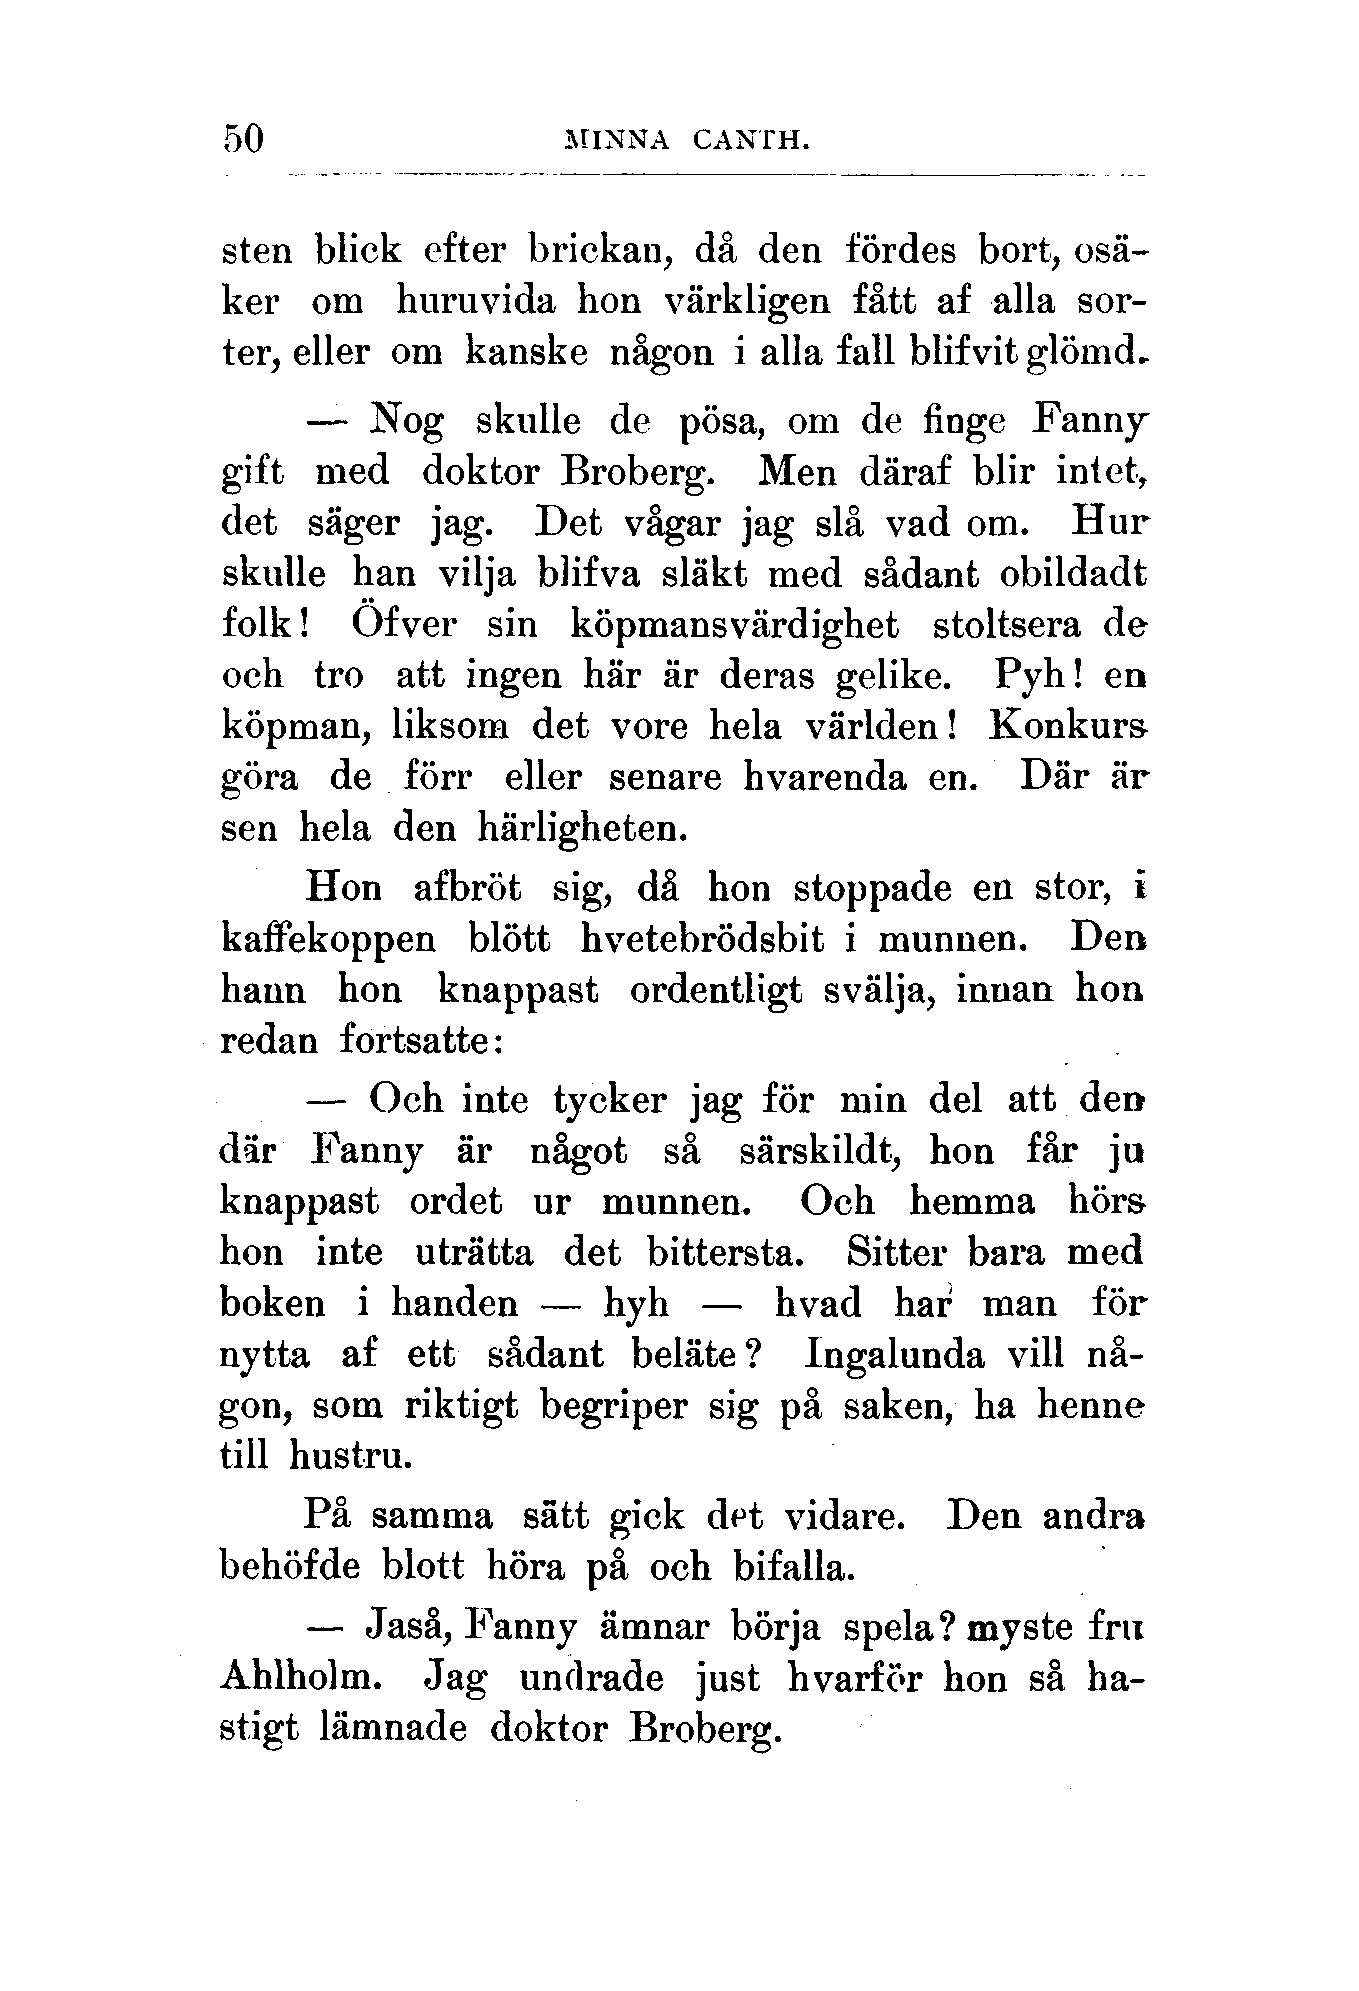 50 MINNA CANTH.
sten blick efter brickan, då den fördes bort, osä-
ker om huruvida hon värkligen fått af alla sor-
ter, eller om kanske någon i alla fall blifvit glömd.
— Nog skulle de pösa, om de finge Fanny
gift med doktor Broberg. Men däraf blir intet,
det säger jag. Det vågar jag slå vad om. Hur
skulle han vilja blifva släkt med sådant obildadt
folk! Öfver sin köpmansvärdighet stoltsera de
och tro att ingen här är deras gelike. Pyh! en
köpman, liksom det vore hela världen! Konkurs
göra de förr eller senare hvarenda en. Där är
sen hela den härligheten.
Hon afbröt sig, då hon stoppade en stor, i
kaffekoppen blött hvetebrödsbit i munnen. Den
hann hon knappast ordentligt svälja, innan hon
redan fortsatte:
— Och inte tycker jag för min del att den
där Fanny är något så särskildt, hon får ju
knappast ordet ur munnen. Och hemma hörs
hon inte uträtta det bittersta. Sitter bara med
boken i handen — hyh — hvad har man för
nytta af ett sådant beläte? Ingalunda vill nå-
gon, som riktigt begriper sig på saken, ha henne
till hustru.
På samma sätt gick det vidare. Den andra
behöfde blott höra på och bifalla.
— Jaså, Fanny ämnar börja spela? myste fru
Ahlholm. Jag undrade just hvarför hon så ha-
stigt lämnade doktor Broberg.